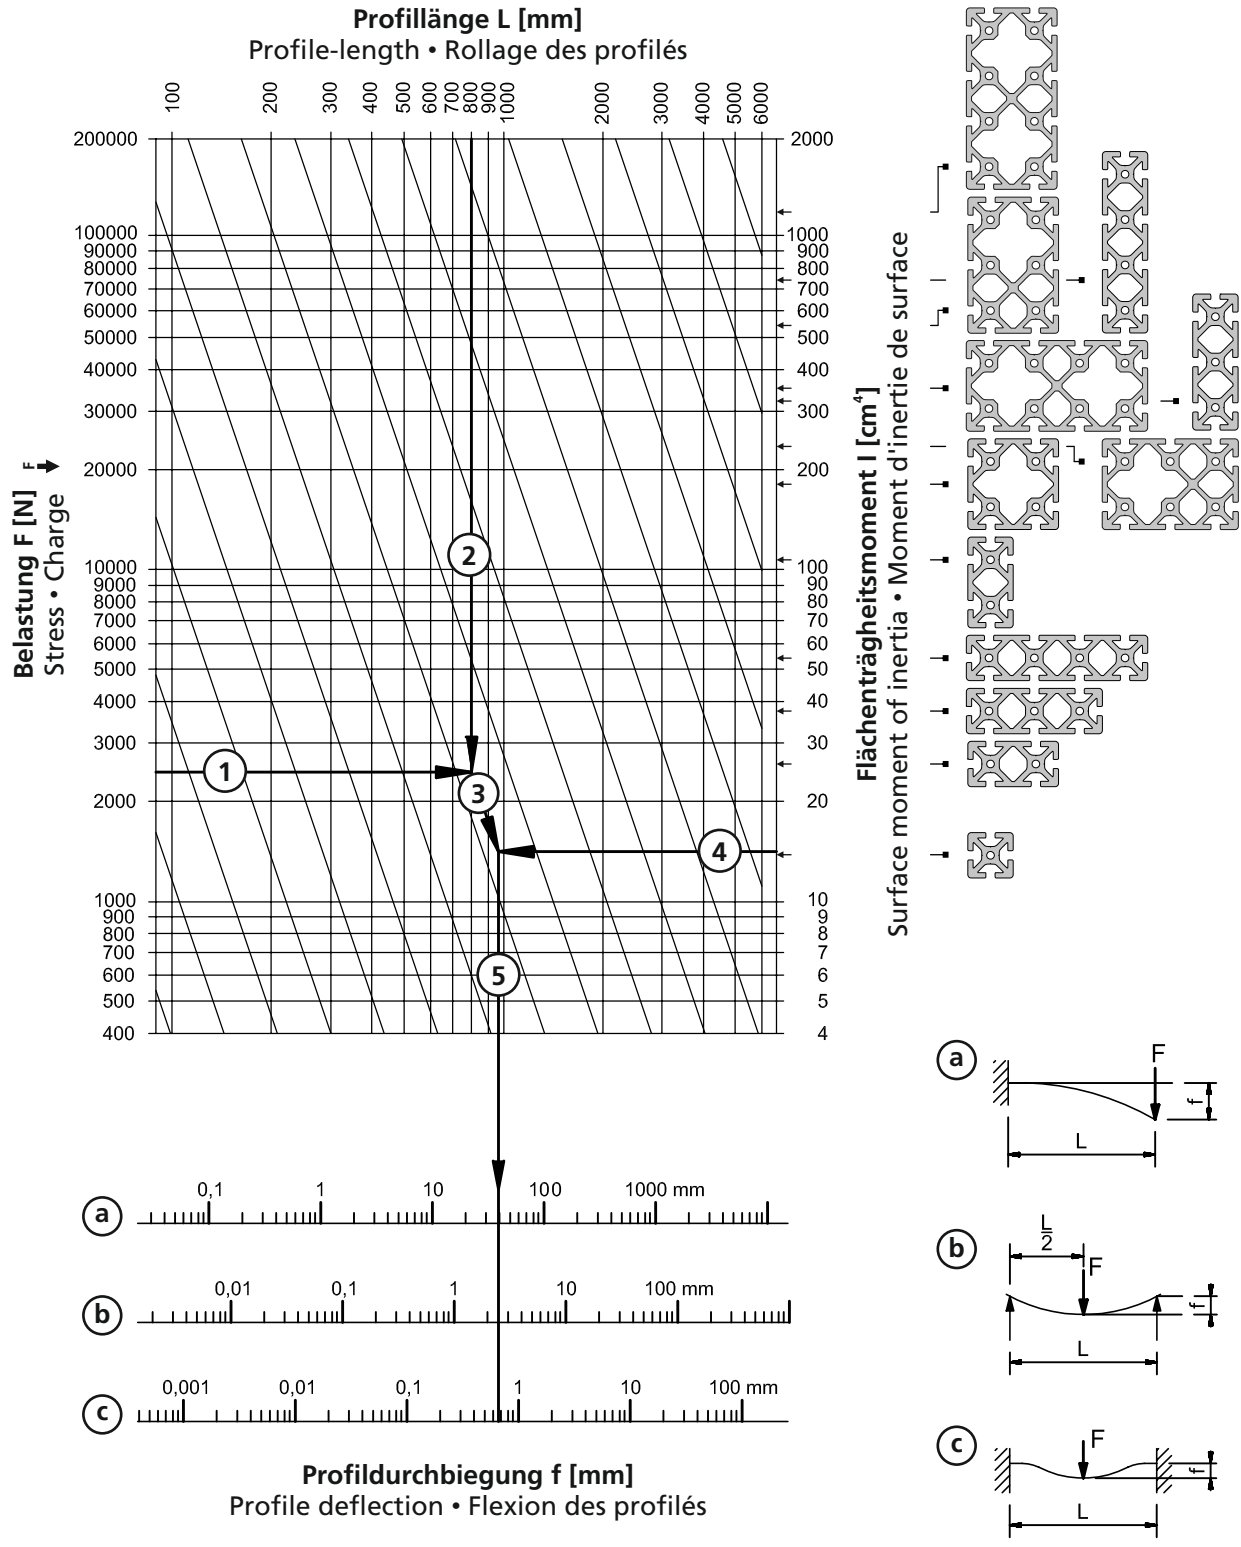 Profillänge L [mm]
Profile-length • Rollage des profilés
100 200 300 400 500 600 700 800 900 1000 2000 3000 4000 5000 6000
200000 2000
100000 1000
90000 900
80000 800
70000 700
60000 600
50000 500
40000 400
30000 300
20000 200
10000 100
9000 90
8000 80
7000 70
6000 60
5000 50
4000 40
3000 30
2000 20
1000 10
900 9
800 8
700 7
600 6
500 5
400 4
Belastung F [N]
Stress • Charge
F
1
2
3
4
5
Flächenträgheitsmoment I [cm⁴]
Surface moment of inertia • Moment d'inertie de surface
a
0,1 1 10 100 1000 mm
b
0,01 0,1 1 10 100 mm
c
0,001 0,01 0,1 1 10 100 mm
Profildurchbiegung f [mm]
Profile deflection • Flexion des profilés
a
F
f
L
b
L
2
F
f
L
c
F
f
L